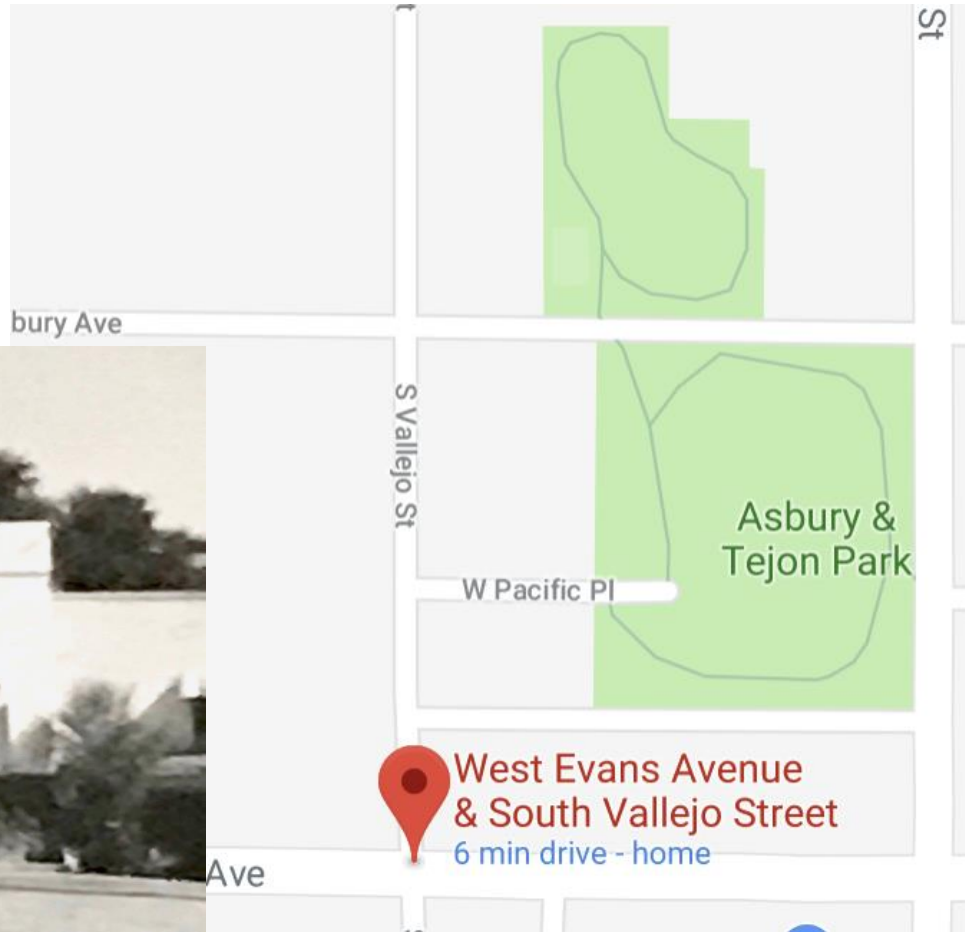 St
bury Ave
S Vallejo St
Asbury &
Tejon Park
W Pacific Pl
West Evans Avenue
& South Vallejo Street
6 min drive - home
Ave